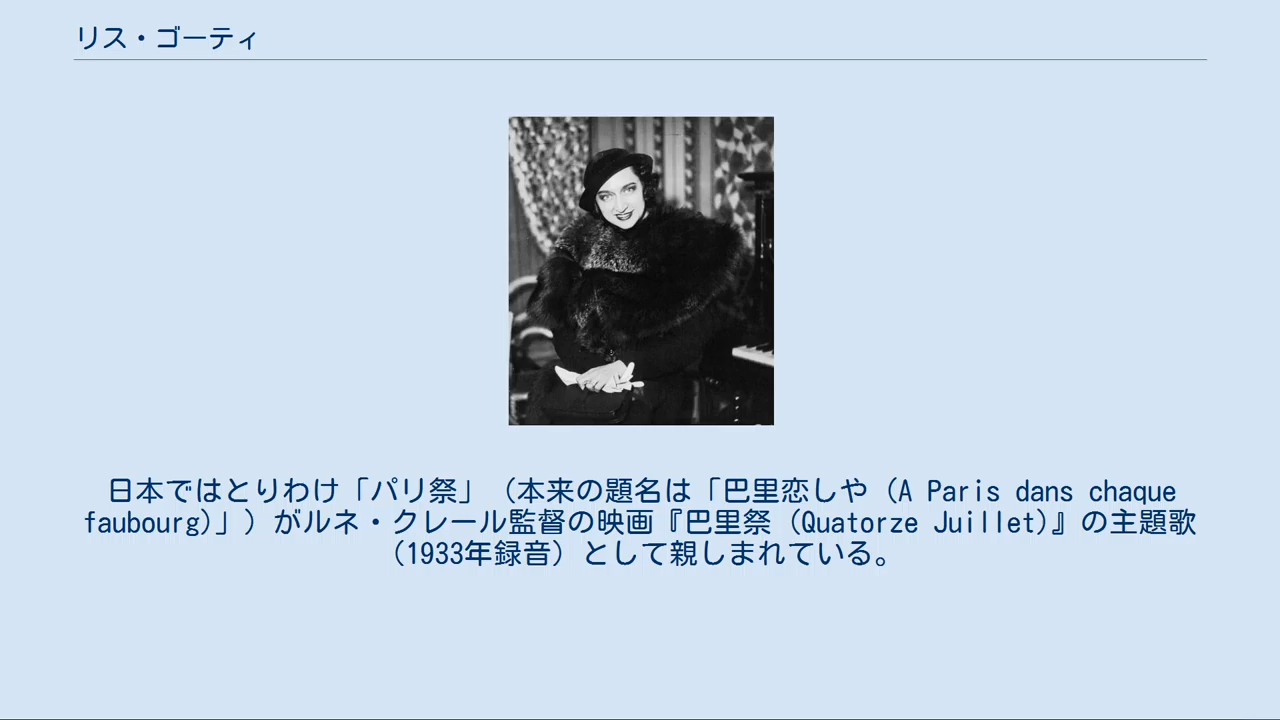 リス・ゴーティ
日本ではとりわけ「パリ祭」（本来の題名は「巴里恋しや（A Paris dans chaque
faubourg)」）がルネ・クレール監督の映画『巴里祭（Quatorze Juillet)』の主題歌
（1933年録音）として親しまれている。